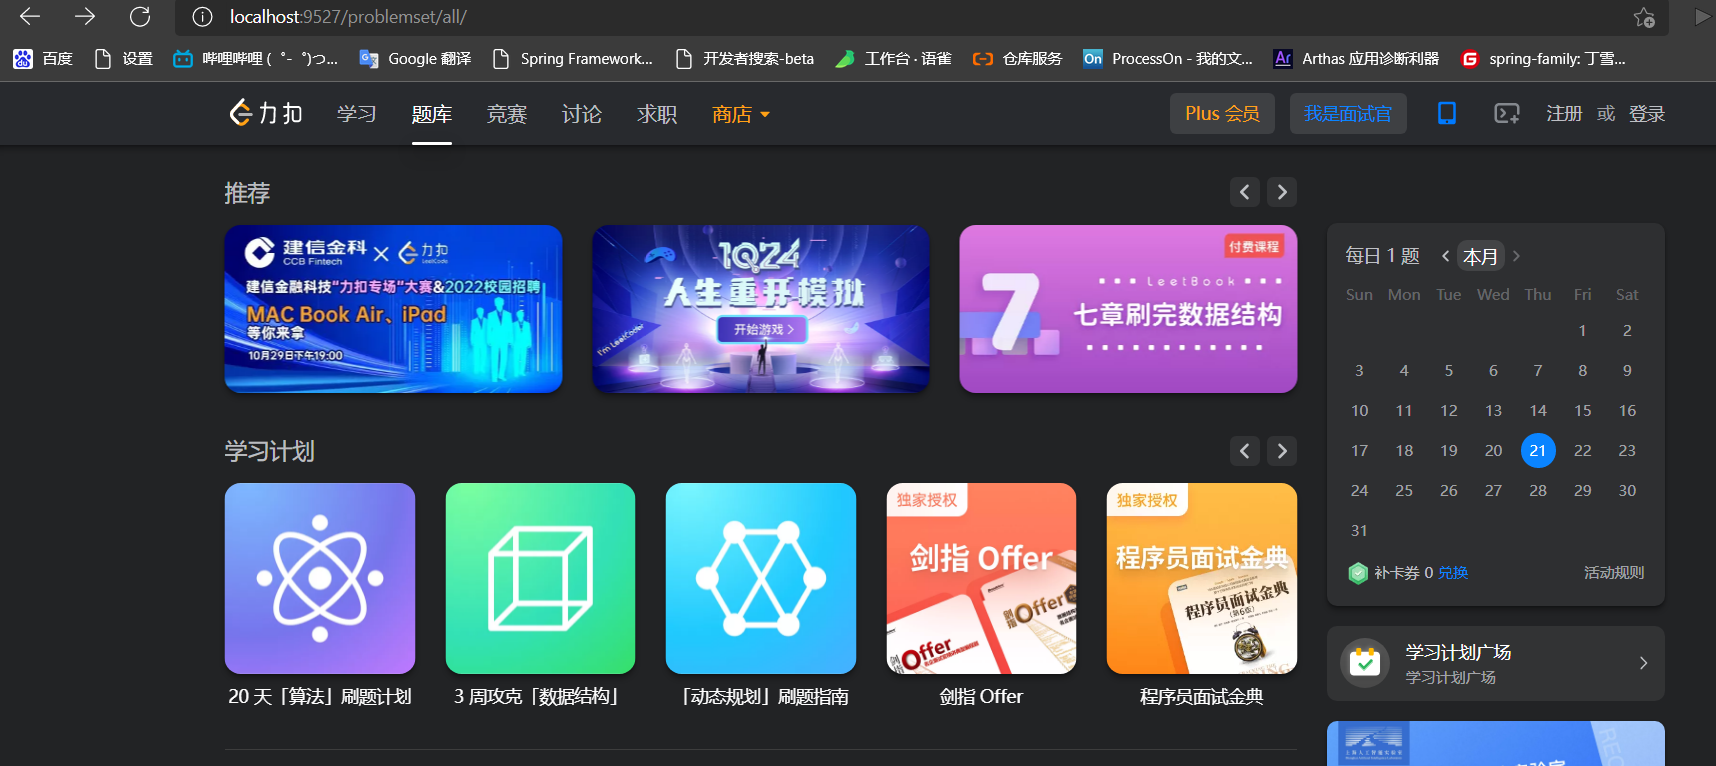 localhost:9527/problemset/all/
百度 设置 哔哩哔哩 (゜-゜)つ... Google 翻译 Spring Framework... 开发者搜索-beta 工作台 · 语雀 仓库服务 ProcessOn - 我的文... Arthas 应用诊断利器 spring-family: 丁雪...
力扣 学习 题库 竞赛 讨论 求职 商店 Plus 会员 我是面试官 注册 或 登录
推荐
建信金科 CCB Fintech × 力扣 LeetCode
建信金融科技“力扣专场”大赛&2022校园招聘
MAC Book Air、iPad
等你来拿
10月29日下午19:00
1024
人生重开模拟
开始游戏 >
I'm LeetCoder
付费课程
LeetBook
7
七章刷完数据结构
每日 1 题 < 本月 >
Sun Mon Tue Wed Thu Fri Sat
1 2
3 4 5 6 7 8 9
10 11 12 13 14 15 16
17 18 19 20 21 22 23
24 25 26 27 28 29 30
31
补卡券 0 兑换 活动规则
学习计划
独家授权
剑指 Offer
剑指 Offer
剑指 Offer
独家授权
程序员面试金典
程序员面试金典
(第6版)
20 天「算法」刷题计划 3 周攻克「数据结构」 「动态规划」刷题指南 剑指 Offer 程序员面试金典
学习计划广场
学习计划广场